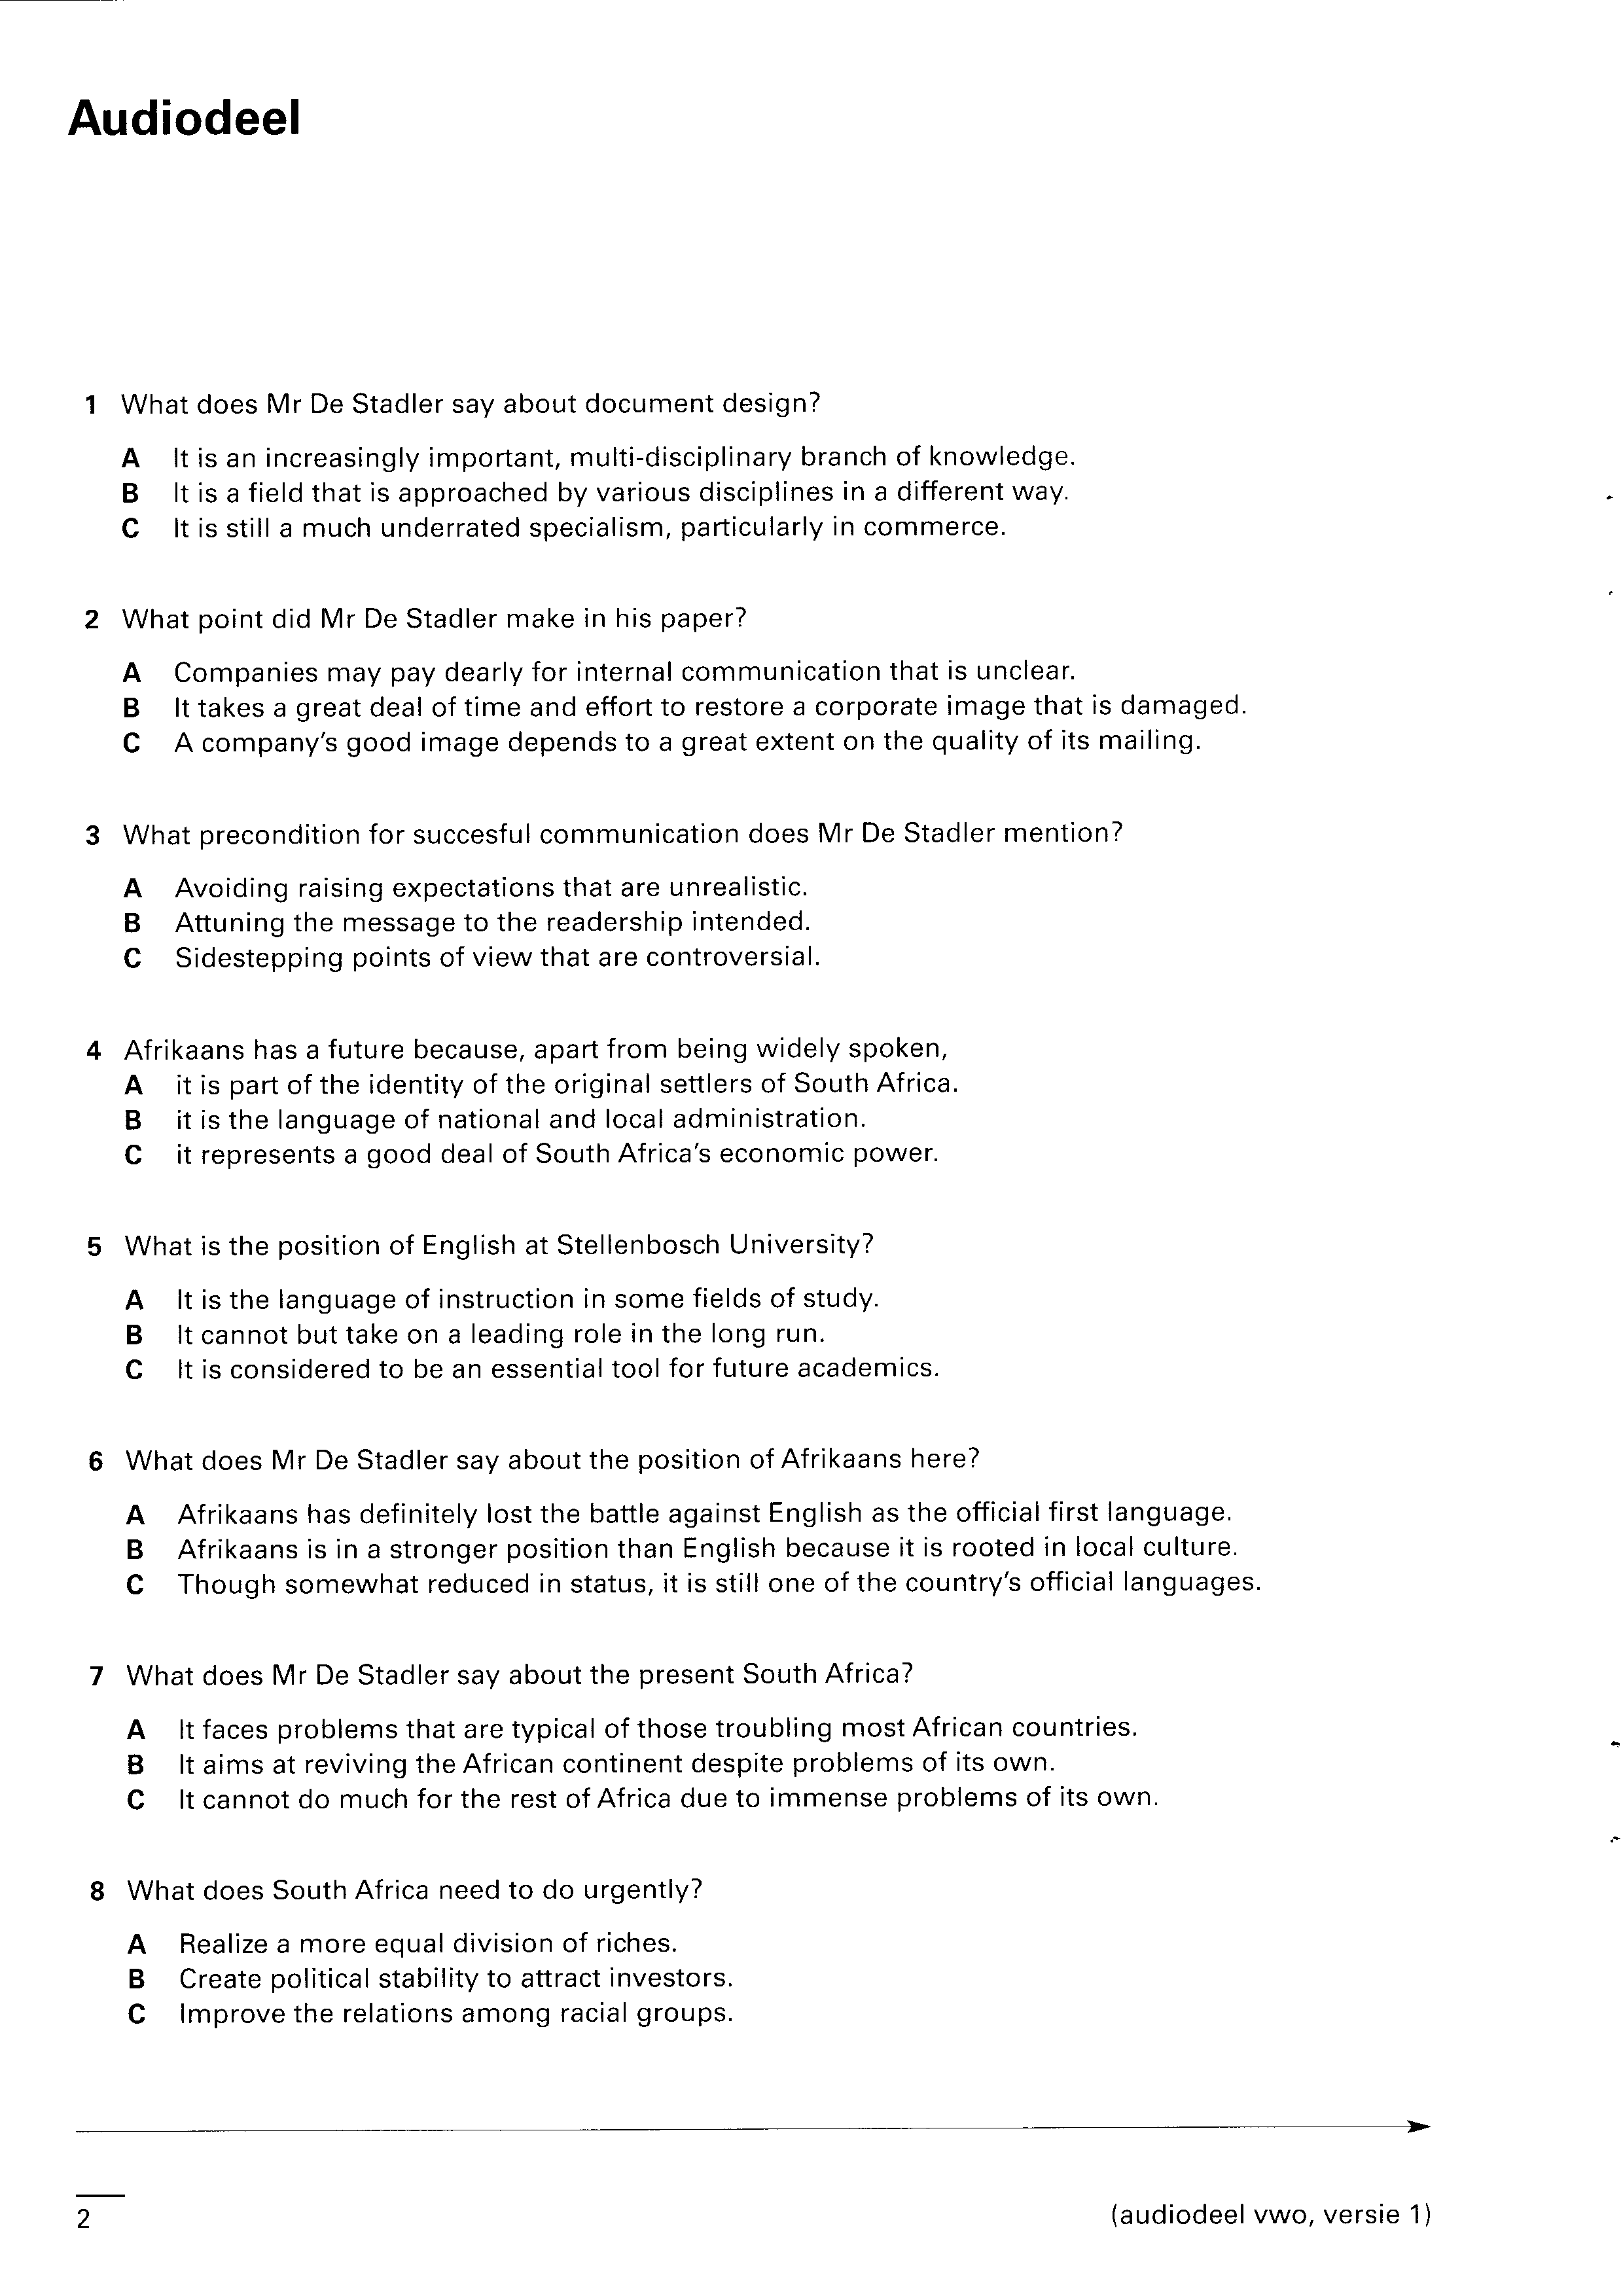 Audiodeel
1 What does Mr De Stadler say about document design?
A It is an increasingly important, multi-disciplinary branch of knowledge.
B It is a field that is approached by various disciplines in a different way.
C It is still a much underrated specialism, particularly in commerce.
2 What point did Mr De Stadler make in his paper?
A Companies may pay dearly for internal communication that is unclear.
B It takes a great deal of time and effort to restore a corporate image that is damaged.
C A company's good image depends to a great extent on the quality of its mailing.
3 What precondition for succesful communication does Mr De Stadler mention?
A Avoiding raising expectations that are unrealistic.
B Attuning the message to the readership intended.
C Sidestepping points of view that are controversial.
4 Afrikaans has a future because, apart from being widely spoken,
A it is part of the identity of the original settlers of South Africa.
B it is the language of national and local administration.
C it represents a good deal of South Africa's economic power.
5 What is the position of English at Stellenbosch University?
A It is the language of instruction in some fields of study.
B It cannot but take on a leading role in the long run.
C It is considered to be an essential tool for future academics.
6 What does Mr De Stadler say about the position of Afrikaans here?
A Afrikaans has definitely lost the battle against English as the official first language.
B Afrikaans is in a stronger position than English because it is rooted in local culture.
C Though somewhat reduced in status, it is still one of the country's official languages.
7 What does Mr De Stadler say about the present South Africa?
A It faces problems that are typical of those troubling most African countries.
B It aims at reviving the African continent despite problems of its own.
C It cannot do much for the rest of Africa due to immense problems of its own.
8 What does South Africa need to do urgently?
A Realize a more equal division of riches.
B Create political stability to attract investors.
C Improve the relations among racial groups.
2
(audiodeel vwo, versie 1)